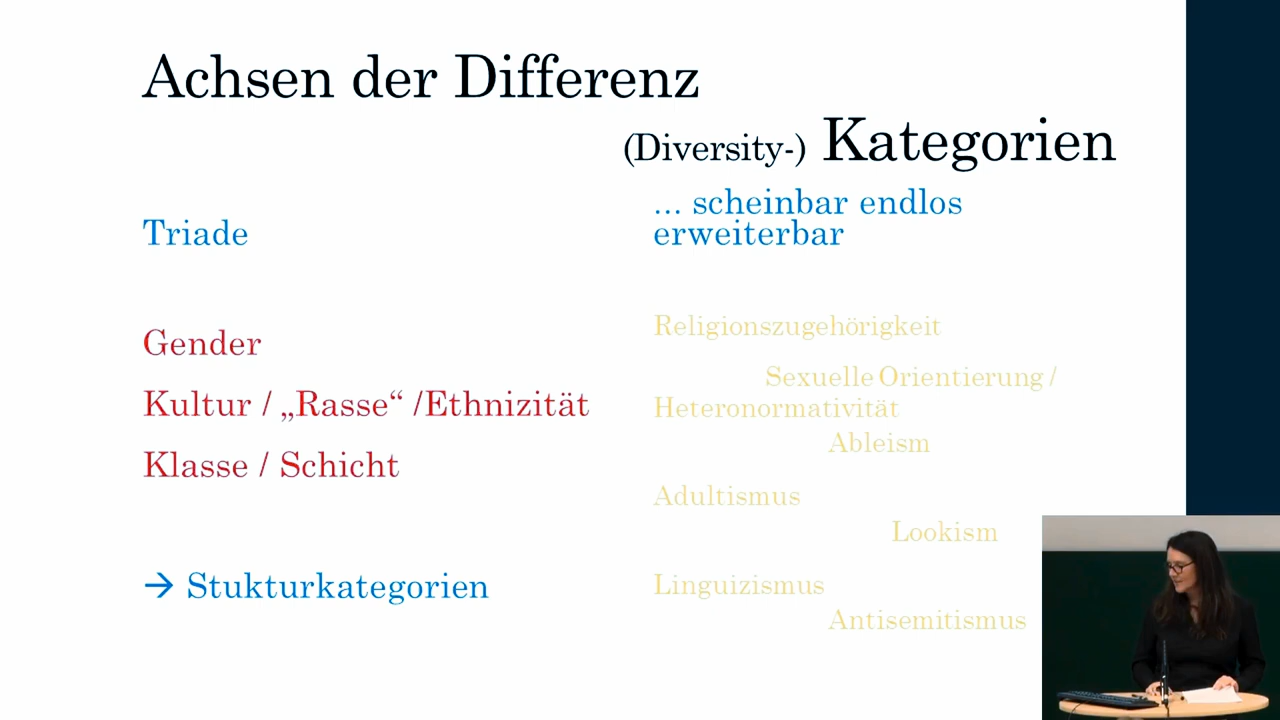 Achsen der Differenz
(Diversity-) Kategorien
Triade
Gender
Kultur / „Rasse“ /Ethnizität
Klasse / Schicht
→ Stukturkategorien
... scheinbar endlos
erweiterbar
Religionszugehörigkeit
Sexuelle Orientierung /
Heteronormativität
Ableism
Adultismus
Lookism
Linguizismus
Antisemitismus